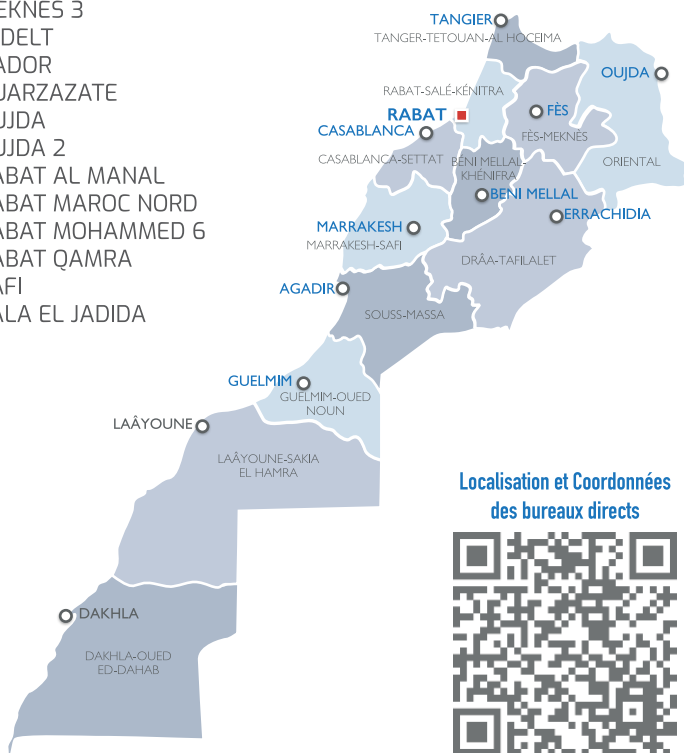 EKNES 3
DELT
ADOR
UARZAZATE
UJDA
UJDA 2
ABAT AL MANAL
ABAT MAROC NORD
ABAT MOHAMMED 6
ABAT QAMRA
AFI
ALA EL JADIDA
TANGIER
TANGER-TETOUAN-AL HOCEIMA
OUJDA
RABAT-SALÉ-KÉNITRA
RABAT
FÈS
CASABLANCA
FÈS-MEKNÈS
CASABLANCA-SETTAT
BÉNI MELLAL-
KHÉNIFRA
ORIENTAL
BENI MELLAL
ERRACHIDIA
MARRAKESH
MARRAKESH-SAFI
DRÂA-TAFILALET
AGADIR
SOUSS-MASSA
GUELMIM
GUELMIM-OUED
NOUN
LAÂYOUNE
LAÂYOUNE-SAKIA
EL HAMRA
DAKHLA
DAKHLA-OUED
ED-DAHAB
Localisation et Coordonnées
des bureaux directs